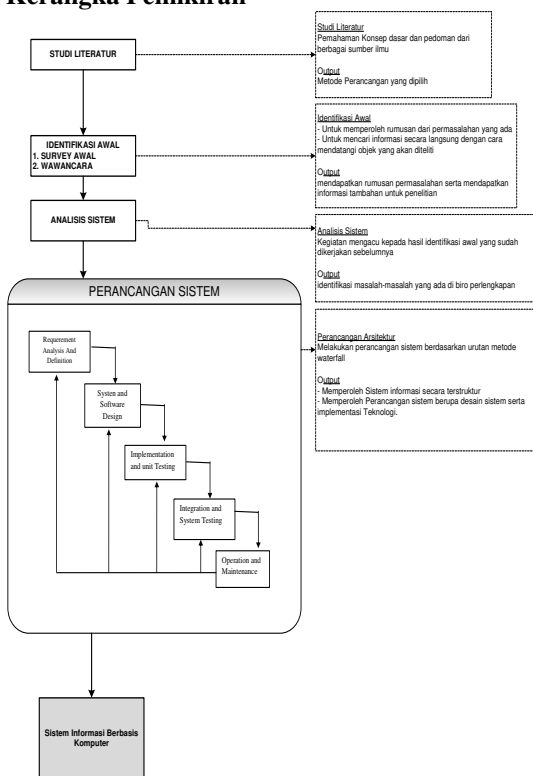 Kerangka Pemikiran
STUDI LITERATUR
Studi Literatur
Pemahaman Konsep dasar dan pedoman dari
berbagai sumber ilmu
Output
Metode Perancangan yang dipilih
IDENTIFIKASI AWAL
1. SURVEY AWAL
2. WAWANCARA
Identifikasi Awal
- Untuk memperoleh rumusan dari permasalahan yang ada
- Untuk mencari informasi secara langsung dengan cara
mendatangi objek yang akan diteliti
Output
mendapatkan rumusan permasalahan serta mendapatkan
informasi tambahan untuk penelitian
ANALISIS SISTEM
Analisis Sistem
Kegiatan mengacu kepada hasil identifikasi awal yang sudah
dikerjakan sebelumnya
Output
identifikasi masalah-masalah yang ada di biro perlengkapan
PERANCANGAN SISTEM
Perancangan Arsitektur
Melakukan perancangan sistem berdasarkan urutan metode
waterfall
Output
- Memperoleh Sistem informasi secara terstruktur
- Memperoleh Perancangan sistem berupa desain sistem serta
implementasi Teknologi.
Requerement
Analysis And
Definition
Systen and
Software
Design
Implementation
and unit Testing
Integration and
System Testing
Operation and
Maintenance
Sistem Informasi Berbasis
Komputer